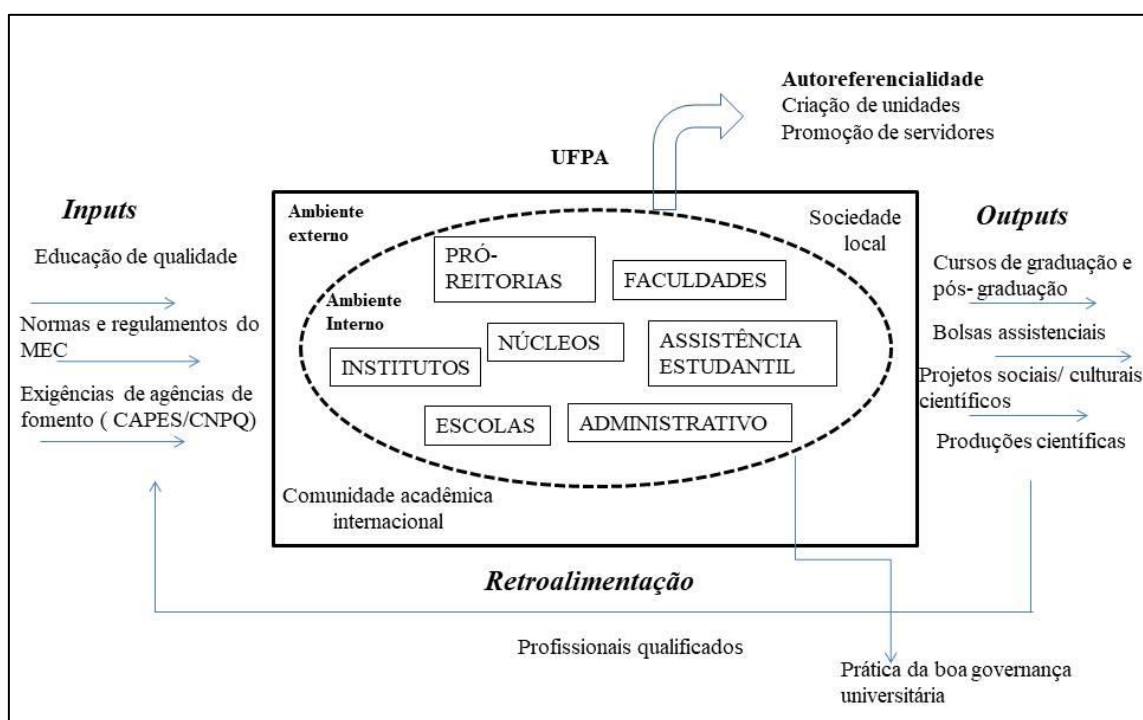 Autoreferencialidade
Criação de unidades
Promoção de servidores
UFPA
Inputs
Educação de qualidade
Normas e regulamentos do
MEC
Exigências de agências de
fomento ( CAPES/CNPQ)
Ambiente
externo
Sociedade
local
PRÓ-
REITORIAS
FACULDADES
Ambiente
Interno
NÚCLEOS
ASSISTÊNCIA
ESTUDANTIL
INSTITUTOS
ESCOLAS
ADMINISTRATIVO
Comunidade acadêmica
internacional
Outputs
Cursos de graduação e
pós- graduação
Bolsas assistenciais
Projetos sociais/ culturais
científicos
Produções científicas
Retroalimentação
Profissionais qualificados
Prática da boa governança
universitária